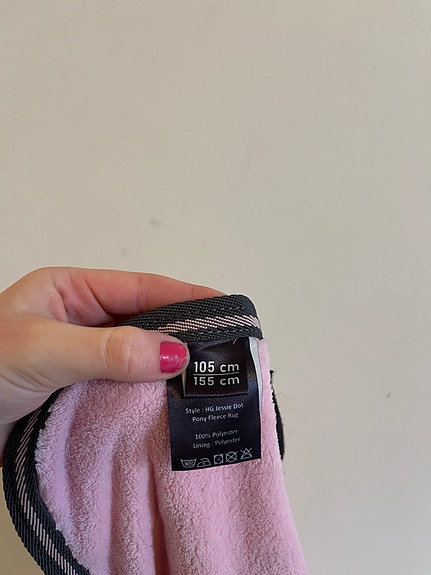 105 cm
155 cm
Style : HG Jessie Dot
Pony Fleece Rug
100% Polyester
Lining : Polyester